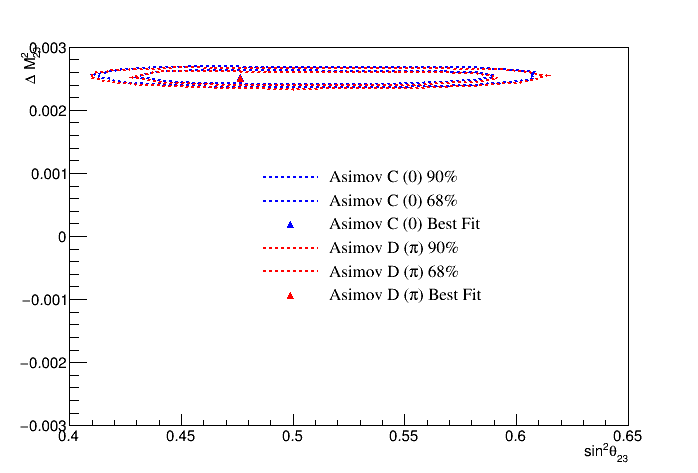 Δ M²₂₃
0.003
0.002
0.001
0
−0.001
−0.002
−0.003
Asimov C (0) 90%
Asimov C (0) 68%
Asimov C (0) Best Fit
Asimov D (π) 90%
Asimov D (π) 68%
Asimov D (π) Best Fit
0.4 0.45 0.5 0.55 0.6 0.65
sin²θ₂₃